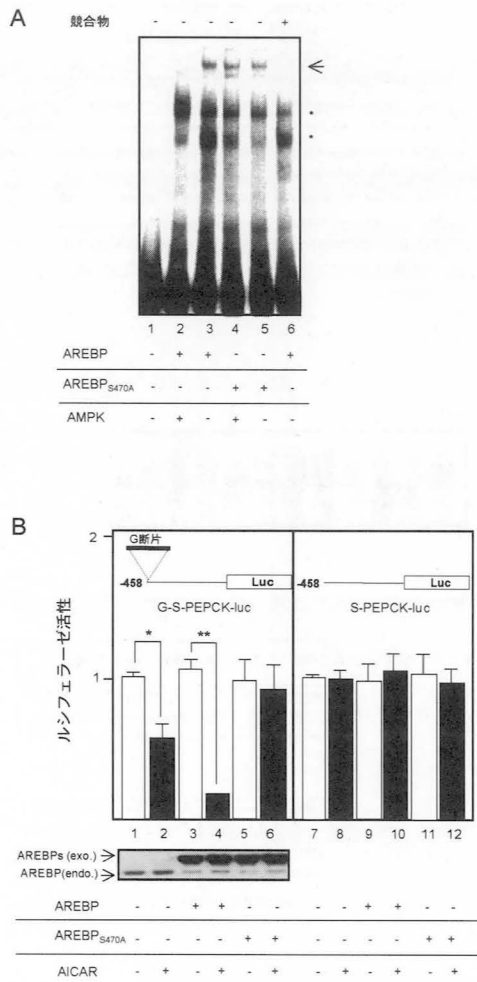 A
競合物 - - - - - +
*
*
1 2 3 4 5 6
AREBP - + + - - +
AREBPS470A - - - + + -
AMPK - + - + - -
B
2
G断片
-458 Luc
G-S-PEPCK-luc
-458 Luc
S-PEPCK-luc
* **
1
ルシフェラーゼ活性
1 2 3 4 5 6 7 8 9 10 11 12
AREBPs (exo.)
AREBP(endo.)
AREBP - - + + - - - - + + - -
AREBPS470A - - - - + + - - - - + +
AICAR - + - + - + - + - + - +